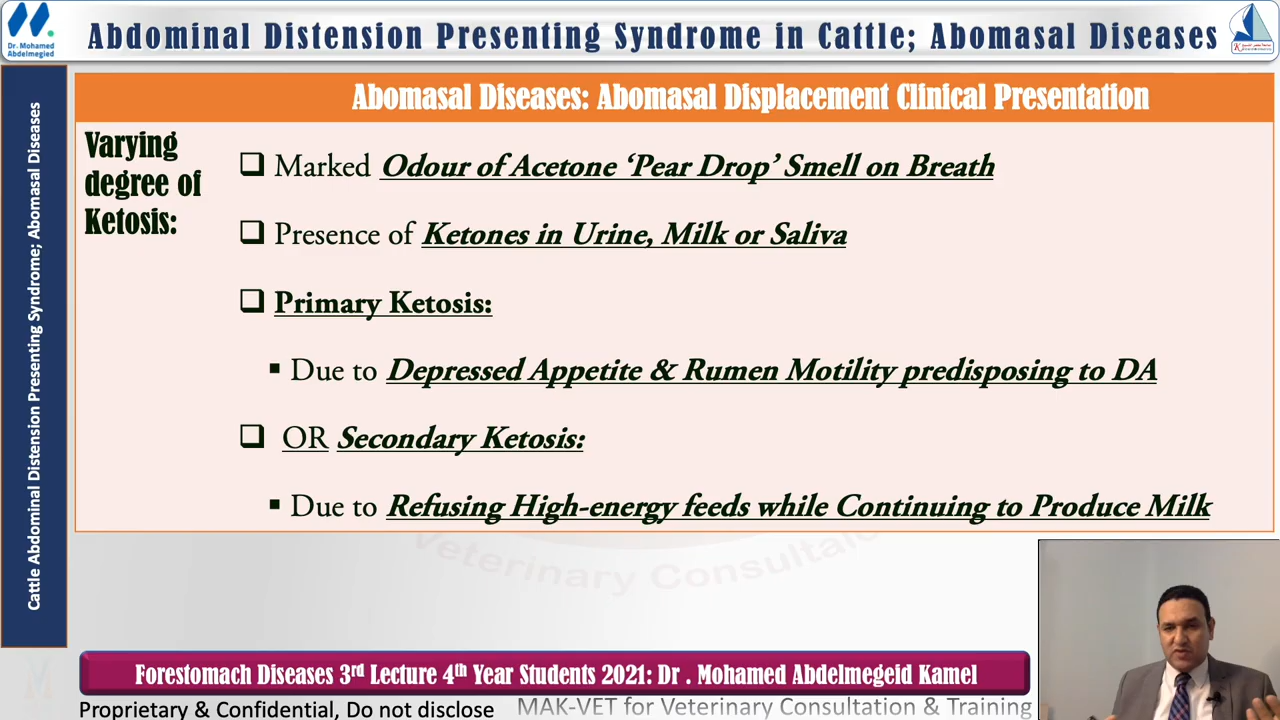 Dr. Mohamed
Abdelmegied
Abdominal Distension Presenting Syndrome in Cattle; Abomasal Diseases
Cattle Abdominal Distension Presenting Syndrome; Abomasal Diseases
Abomasal Diseases: Abomasal Displacement Clinical Presentation
Varying
degree of
Ketosis:
Marked Odour of Acetone ‘Pear Drop’ Smell on Breath
Presence of Ketones in Urine, Milk or Saliva
Primary Ketosis:
Due to Depressed Appetite & Rumen Motility predisposing to DA
OR Secondary Ketosis:
Due to Refusing High-energy feeds while Continuing to Produce Milk
Forestomach Diseases 3rd Lecture 4th Year Students 2021: Dr . Mohamed Abdelmegeid Kamel
Proprietary & Confidential, Do not disclose
MAK-VET for Veterinary Consultation & Training